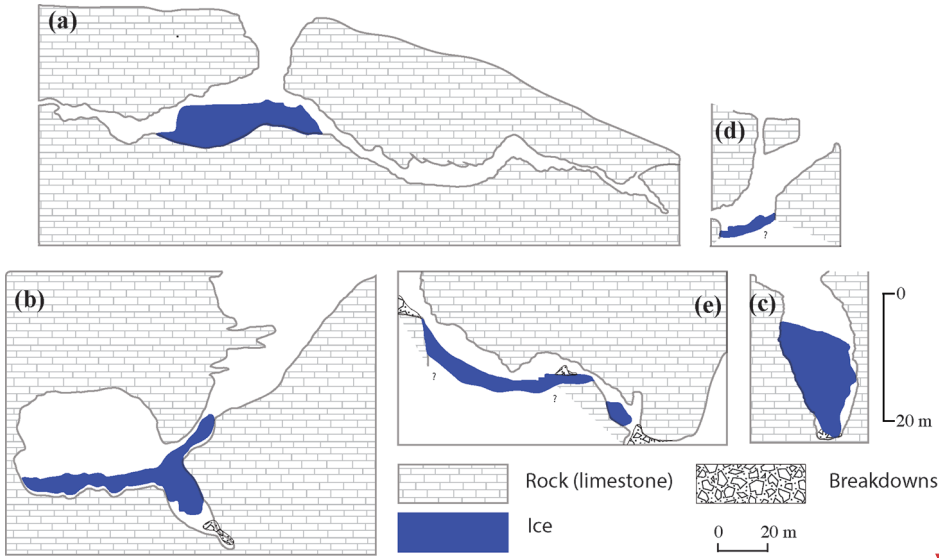 (a)
(d)
?
(b)
(e)
(c)
0
?
?
20 m
Rock (limestone)
Breakdowns
Ice
0 20 m